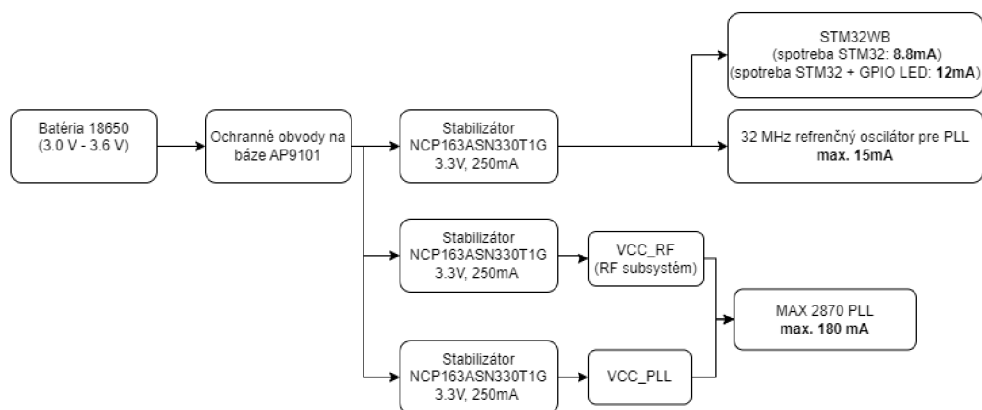 STM32WB
(spotreba STM32: 8.8mA)
(spotreba STM32 + GPIO LED: 12mA)
Batéria 18650
(3.0 V - 3.6 V)
Ochranné obvody na
báze AP9101
Stabilizátor
NCP163ASN330T1G
3.3V, 250mA
32 MHz refrenčný oscilátor pre PLL
max. 15mA
Stabilizátor
NCP163ASN330T1G
3.3V, 250mA
VCC_RF
(RF subsystém)
MAX 2870 PLL
max. 180 mA
Stabilizátor
NCP163ASN330T1G
3.3V, 250mA
VCC_PLL